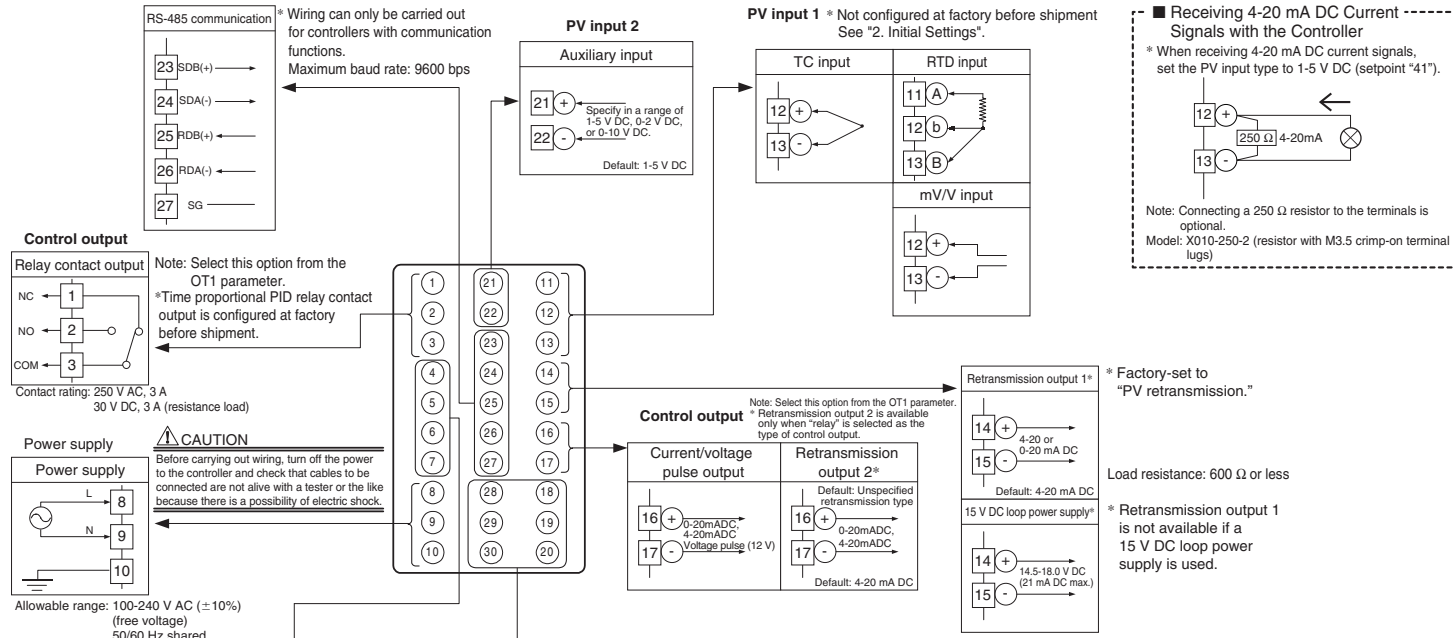 RS-485 communication
* Wiring can only be carried out
for controllers with communication
functions.
Maximum baud rate: 9600 bps
23 SDB(+)
24 SDA(-)
25 RDB(+)
26 RDA(-)
27 SG
PV input 2
Auxiliary input
21 +
22 -
Specify in a range of
1-5 V DC, 0-2 V DC,
or 0-10 V DC.
Default: 1-5 V DC
PV input 1 * Not configured at factory before shipment
See "2. Initial Settings".
TC input
12 +
13 -
RTD input
11 A
12 b
13 B
mV/V input
12 +
13 -
■ Receiving 4-20 mA DC Current
Signals with the Controller
* When receiving 4-20 mA DC current signals,
set the PV input type to 1-5 V DC (setpoint “41”).
12 +
250 Ω 4-20mA
13 -
Note: Connecting a 250 Ω resistor to the terminals is
optional.
Model: X010-250-2 (resistor with M3.5 crimp-on terminal
lugs)
Control output
Relay contact output
NC 1
NO 2
COM 3
Contact rating: 250 V AC, 3 A
30 V DC, 3 A (resistance load)
Note: Select this option from the
OT1 parameter.
*Time proportional PID relay contact
output is configured at factory
before shipment.
1 21 11
2 22 12
3 23 13
4 24 14
5 25 15
6 26 16
7 27 17
8 28 18
9 29 19
10 30 20
Power supply
Power supply
L 8
N 9
10
Allowable range: 100-240 V AC (±10%)
(free voltage)
50/60 Hz shared
CAUTION
Before carrying out wiring, turn off the power
to the controller and check that cables to be
connected are not alive with a tester or the like
because there is a possibility of electric shock.
Control output
Note: Select this option from the OT1 parameter.
* Retransmission output 2 is available
only when “relay” is selected as the
type of control output.
Current/voltage
pulse output
16 +
17 -
0-20mADC,
4-20mADC
Voltage pulse (12 V)
Retransmission
output 2*
Default: Unspecified
retransmission type
16 +
17 -
0-20mADC,
4-20mADC
Default: 4-20 mA DC
Retransmission output 1*
14 +
15 -
4-20 or
0-20 mA DC
Default: 4-20 mA DC
15 V DC loop power supply*
14 +
15 -
14.5-18.0 V DC
(21 mA DC max.)
* Factory-set to
“PV retransmission.”
Load resistance: 600 Ω or less
* Retransmission output 1
is not available if a
15 V DC loop power
supply is used.